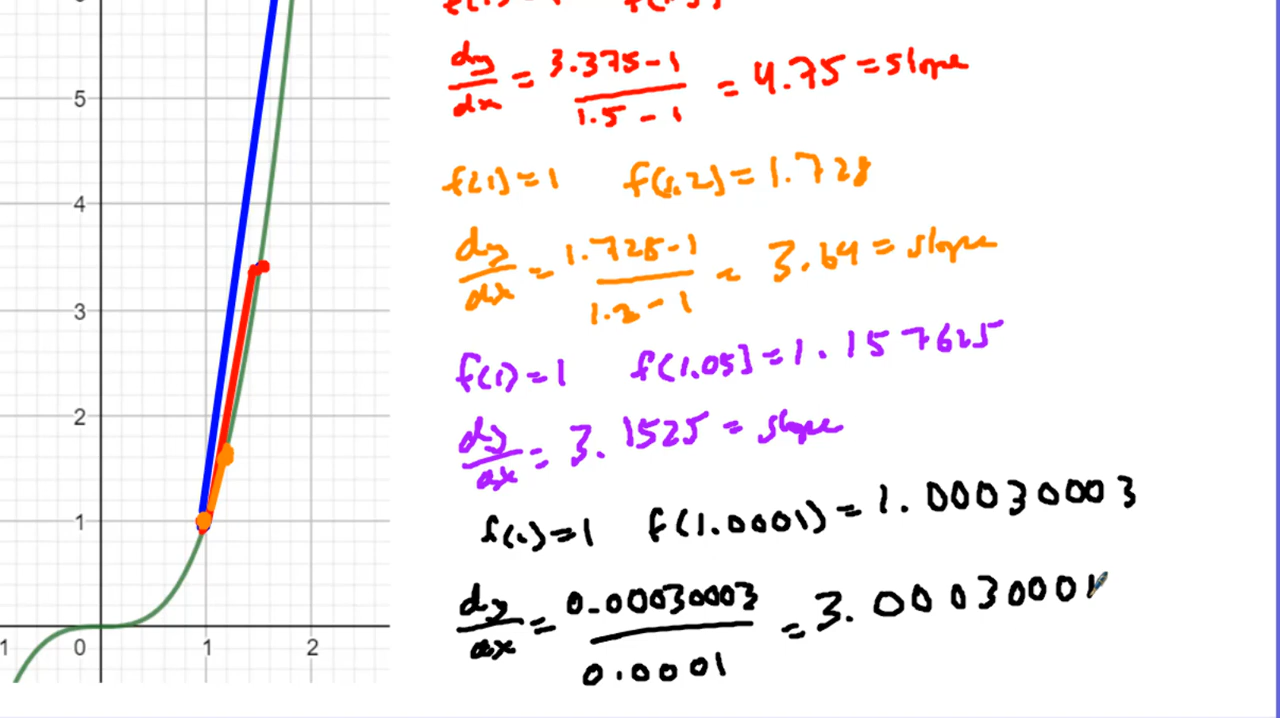 dy/dx = 3.375-1/1.5-1 = 4.75 = slope
f(1)=1 f(1.2)=1.728
dy/dx = 1.728-1/1.2-1 = 3.64 = slope
f(1)=1 f(1.05)=1.157625
dy/dx = 3.1525 = slope
f(1)=1 f(1.0001)=1.00030003
dy/dx = 0.00030003/0.0001 = 3.00030001
5
4
3
2
1
1 0 1 2